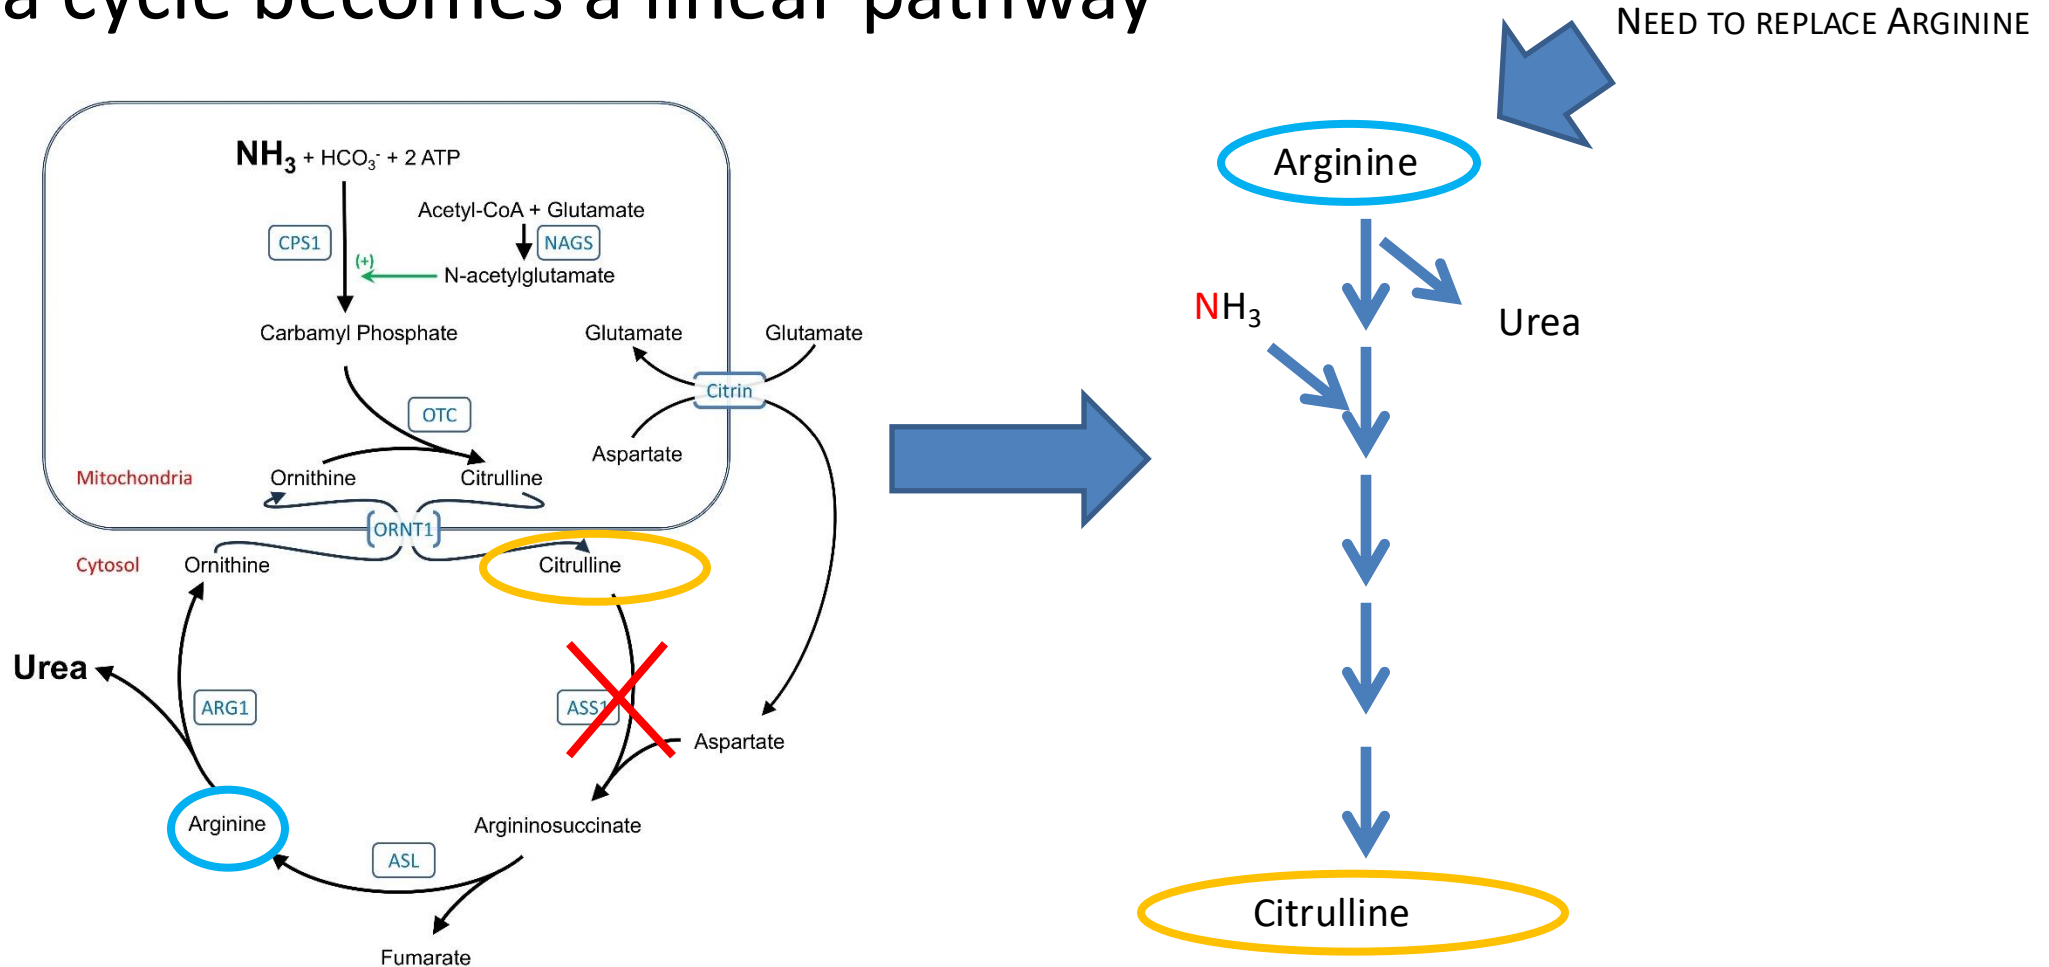 a cycle becomes a linear pathway
NEED TO REPLACE ARGININE
NH₃ + HCO₃⁻ + 2 ATP
Acetyl-CoA + Glutamate
CPS1
NAGS
(+)
N-acetylglutamate
Carbamyl Phosphate
Glutamate
Glutamate
Citrin
OTC
Aspartate
Mitochondria
Ornithine
Citrulline
ORNT1
Cytosol
Ornithine
Citrulline
Urea
ARG1
ASS1
Aspartate
Arginine
Argininosuccinate
ASL
Fumarate
Arginine
NH₃
Urea
Citrulline